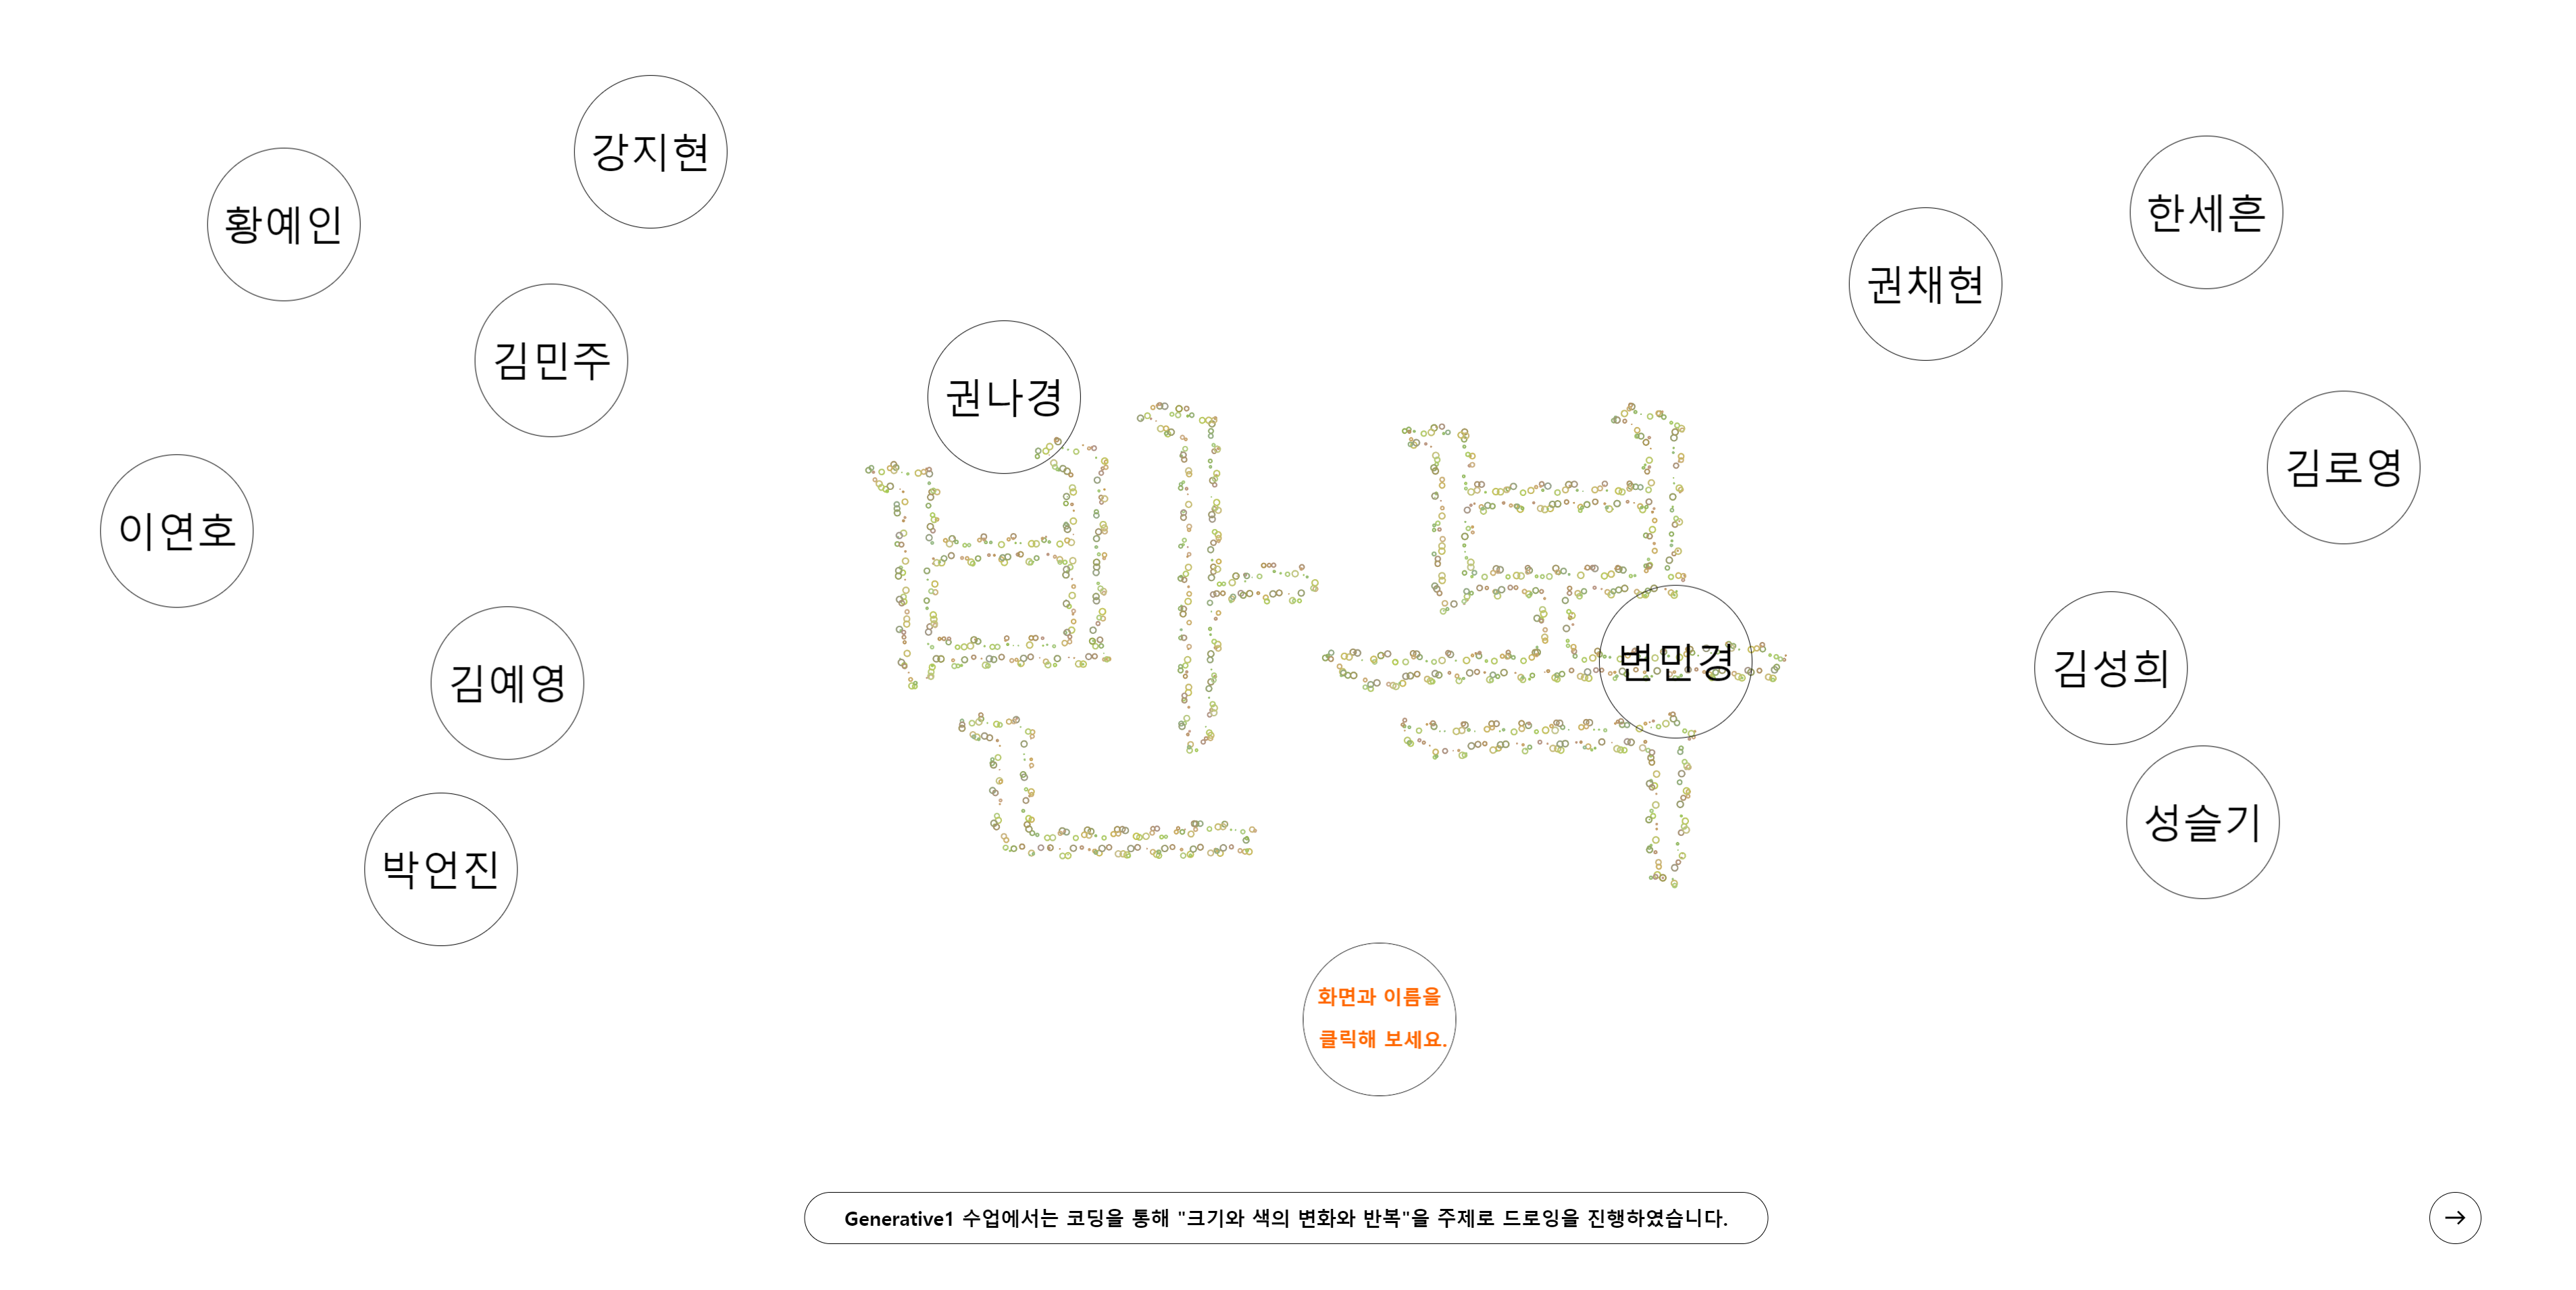 강지현
황예인
한세흔
권채현
김민주
권나경
김로영
이연호
반복
변민경
김성희
김예영
성슬기
박언진
화면과 이름을
클릭해 보세요.
Generative1 수업에서는 코딩을 통해 "크기와 색의 변화와 반복"을 주제로 드로잉을 진행하였습니다.
→